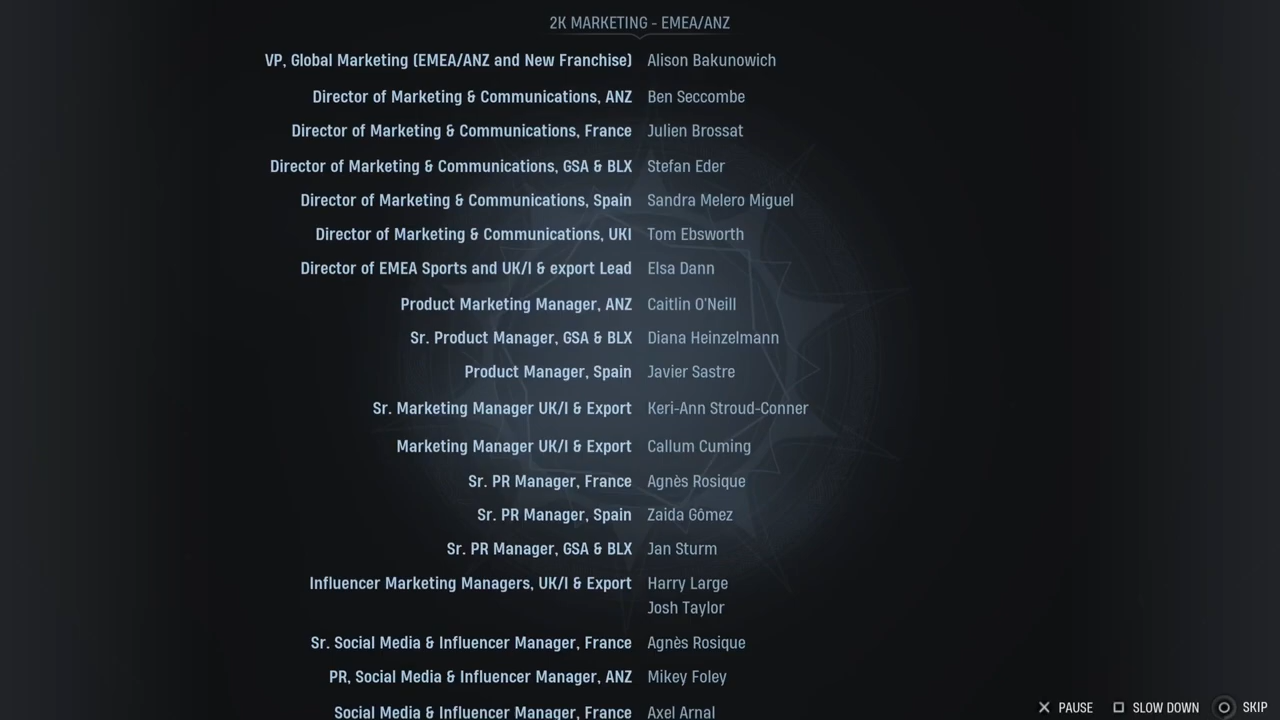 2K MARKETING - EMEA/ANZ
VP, Global Marketing (EMEA/ANZ and New Franchise) Alison Bakunowich
Director of Marketing & Communications, ANZ Ben Seccombe
Director of Marketing & Communications, France Julien Brossat
Director of Marketing & Communications, GSA & BLX Stefan Eder
Director of Marketing & Communications, Spain Sandra Melero Miguel
Director of Marketing & Communications, UKI Tom Ebsworth
Director of EMEA Sports and UK/I & export Lead Elsa Dann
Product Marketing Manager, ANZ Caitlin O'Neill
Sr. Product Manager, GSA & BLX Diana Heinzelmann
Product Manager, Spain Javier Sastre
Sr. Marketing Manager UK/I & Export Keri-Ann Stroud-Conner
Marketing Manager UK/I & Export Callum Cuming
Sr. PR Manager, France Agnès Rosique
Sr. PR Manager, Spain Zaida Gômez
Sr. PR Manager, GSA & BLX Jan Sturm
Influencer Marketing Managers, UK/I & Export Harry Large
Josh Taylor
Sr. Social Media & Influencer Manager, France Agnès Rosique
PR, Social Media & Influencer Manager, ANZ Mikey Foley
Social Media & Influencer Manager, France Axel Arnal
PAUSE SLOW DOWN SKIP